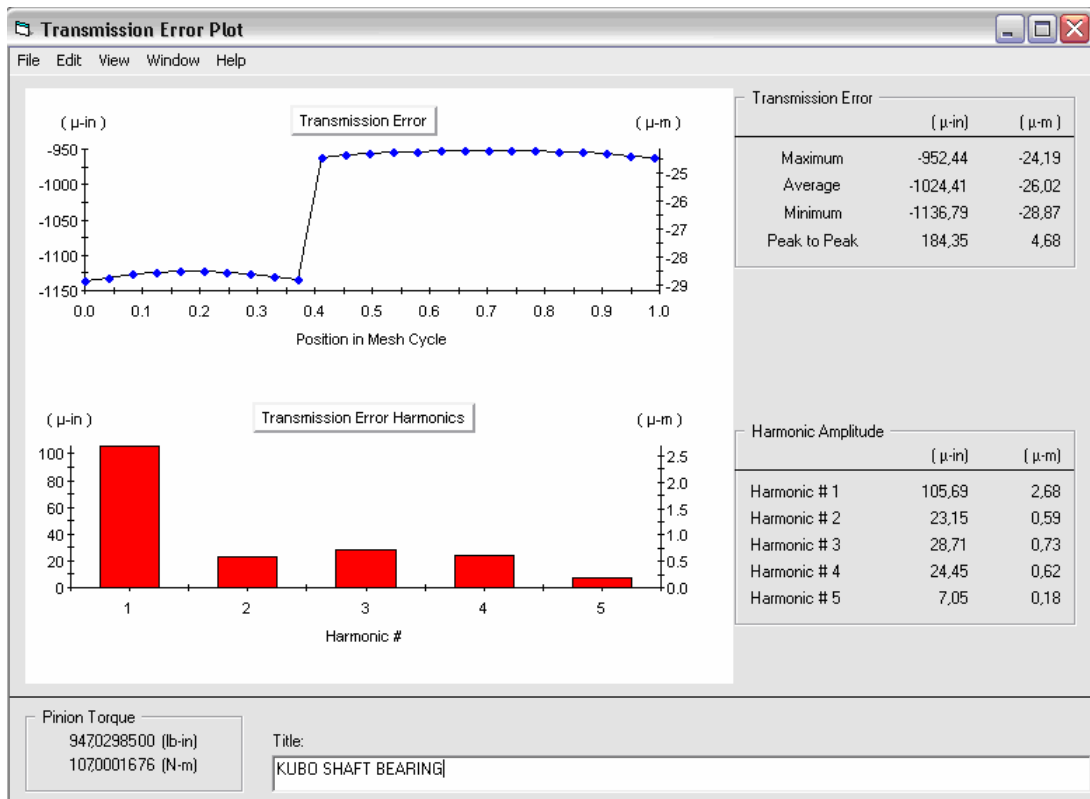 Transmission Error Plot
File Edit View Window Help
( µ-in ) Transmission Error ( µ-m )
-950
-1000
-1050
-1100
-1150
-25
-26
-27
-28
-29
0.0 0.1 0.2 0.3 0.4 0.5 0.6 0.7 0.8 0.9 1.0
Position in Mesh Cycle
Transmission Error
( µ-in) ( µ-m )
Maximum -952,44 -24,19
Average -1024,41 -26,02
Minimum -1136,79 -28,87
Peak to Peak 184,35 4,68
( µ-in ) Transmission Error Harmonics ( µ-m )
100
80
60
40
20
0
2.5
2.0
1.5
1.0
0.5
0.0
1 2 3 4 5
Harmonic #
Harmonic Amplitude
( µ-in) ( µ-m)
Harmonic # 1 105,69 2,68
Harmonic # 2 23,15 0,59
Harmonic # 3 28,71 0,73
Harmonic # 4 24,45 0,62
Harmonic # 5 7,05 0,18
Pinion Torque
947,0298500 (lb-in)
107,0001676 (N-m)
Title:
KUBO SHAFT BEARING